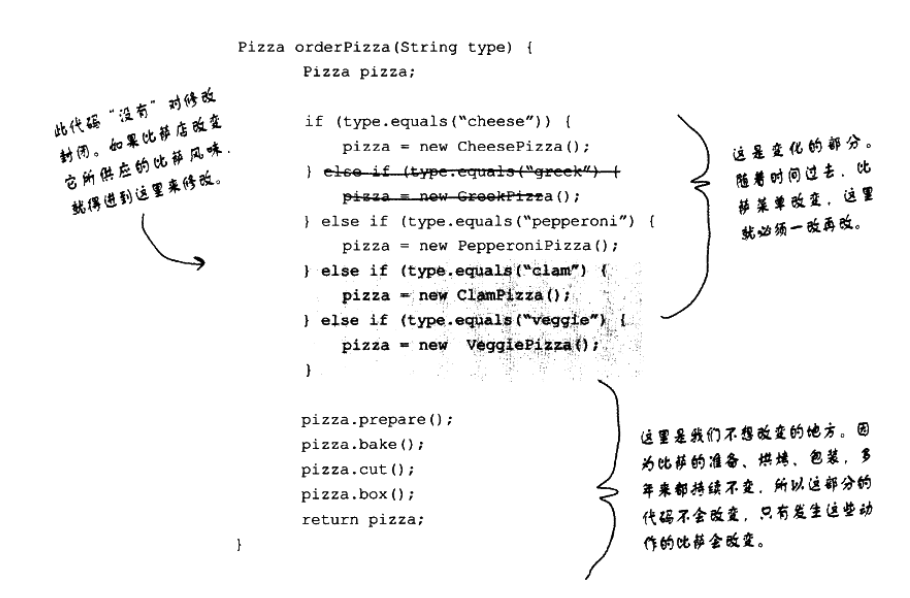 Pizza orderPizza(String type) {
Pizza pizza;
此代码“没有”对修改
封闭。如果比萨店改变
它所供应的比萨风味，
就得进到这里来修改。
if (type.equals(“cheese”)) {
pizza = new CheesePizza();
} else if (type.equals(“greek”) {
pizza = new GreekPizza();
} else if (type.equals(“pepperoni”) {
pizza = new PepperoniPizza();
} else if (type.equals(“clam”) {
pizza = new ClamPizza();
} else if (type.equals(“veggie”) {
pizza = new VeggiePizza();
}
这是变化的部分。
随着时间过去，比
萨菜单改变，这里
就必须一改再改。
pizza.prepare();
pizza.bake();
pizza.cut();
pizza.box();
return pizza;
}
这里是我们不想改变的地方。因
为比萨的准备、烘烤、包装，多
年来都持续不变，所以这部分的
代码不会改变，只有发生这些动
作的比萨会改变。